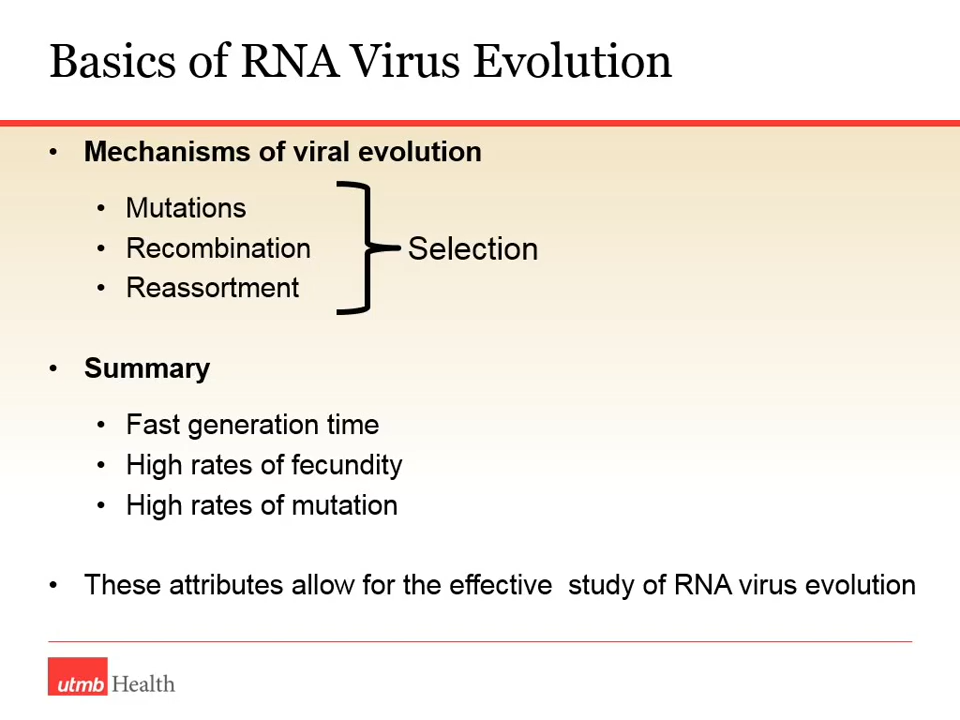 Basics of RNA Virus Evolution
• Mechanisms of viral evolution
• Mutations
• Recombination
• Reassortment
Selection
• Summary
• Fast generation time
• High rates of fecundity
• High rates of mutation
• These attributes allow for the effective  study of RNA virus evolution
utmb Health